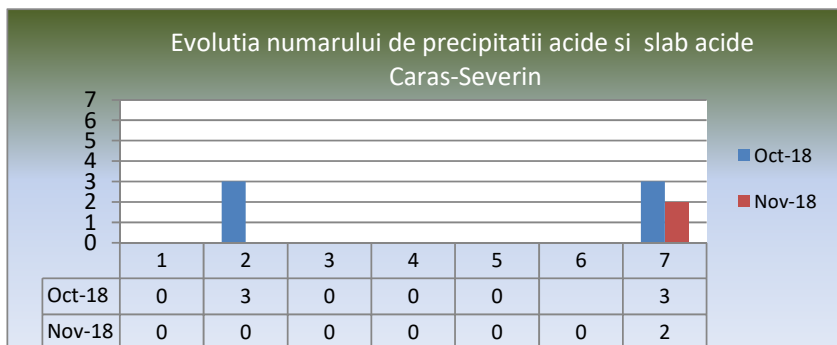 Evolutia numarului de precipitatii acide si slab acide
Caras-Severin
7
6
5
4
3
2
1
0
Oct-18
Nov-18
1 2 3 4 5 6 7
Oct-18 0 3 0 0 0 3
Nov-18 0 0 0 0 0 0 2